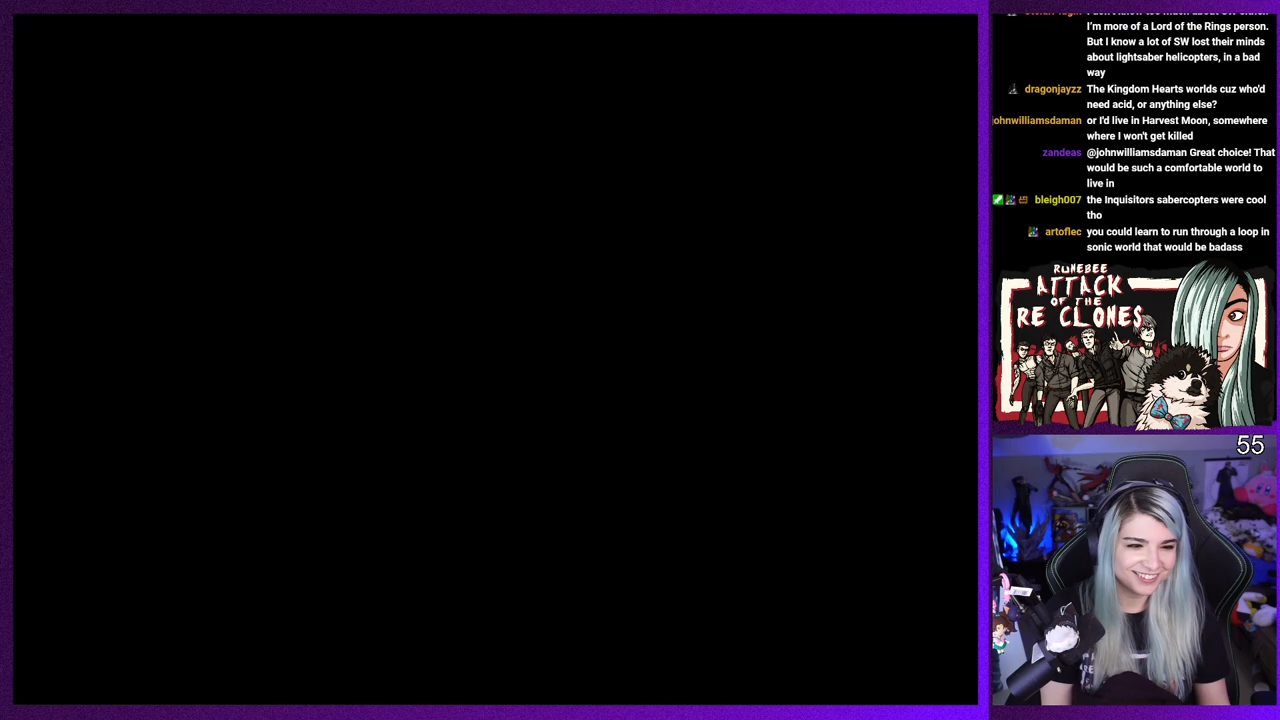 I'm more of a Lord of the Rings person.
But I know a lot of SW lost their minds
about lightsaber helicopters, in a bad
way
dragonjayzz The Kingdom Hearts worlds cuz who'd
need acid, or anything else?
johnwilliamsdaman or I'd live in Harvest Moon, somewhere
where I won't get killed
zandeas @johnwilliamsdaman Great choice! That
would be such a comfortable world to
live in
bleigh007 the Inquisitors sabercopters were cool
tho
artoflec you could learn to run through a loop in
sonic world that would be badass
RUNEBEE
ATTACK
OF THE
RE CLONES
55